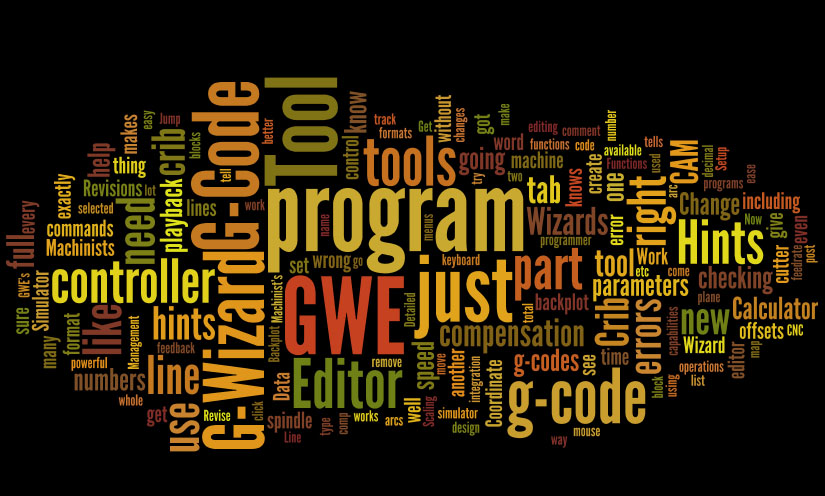 G-Wizard
G-Code
Tool
program
GWE
just
Editor
g-code
tools
controller
Hints
hints
part
compensation
right
need
crib
Crib
errors
like
line
use
new
tool
parameters
Calculator
Wizards
Change
CAM
checking
full
numbers
playback
tab
going
know
control
without
got
word
machine
Get
changes
make
track
formats
better
Jump
easy
blocks
makes
help
thing
exactly
Revisions
lot
selected
commands
Machinists
every
GWE's
Simulator
sure
many
format
powerful
Management
feedback
whole
get
Revise
click
tell
work
lines
name
menus
set
wrong
go
keyboard
Machinist's
Backplot
Data
spindle
Line
type
comp
works
arcs
remove
Detailed
speed
well
Scaling
move
another
integration
simulator
design
Coordinate
g-codes
total
backplot
see
time
way
mouse
block
using
capabilities
Wizard
operations
list
editor
map
offsets
CNC
plane
come
Work
etc
error
one
create
knows
programmer
try
two
editing
comment
functions
code
number
available
Functions
tells
used
arc
decimal
Setup
programs
ease
including
Now
give
even
cutter
feedrate
post